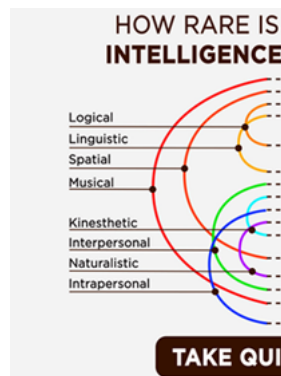 HOW RARE IS
INTELLIGENCE
Logical
Linguistic
Spatial
Musical
Kinesthetic
Interpersonal
Naturalistic
Intrapersonal
TAKE QUI